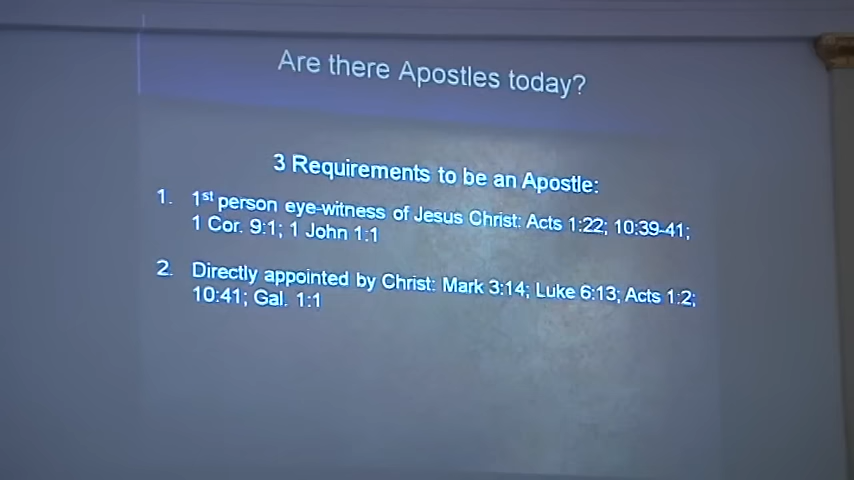 Are there Apostles today?
3 Requirements to be an Apostle:
1. 1st person eye-witness of Jesus Christ: Acts 1:22; 10:39-41;
1 Cor. 9:1; 1 John 1:1
2. Directly appointed by Christ: Mark 3:14; Luke 6:13; Acts 1:2;
10:41; Gal. 1:1